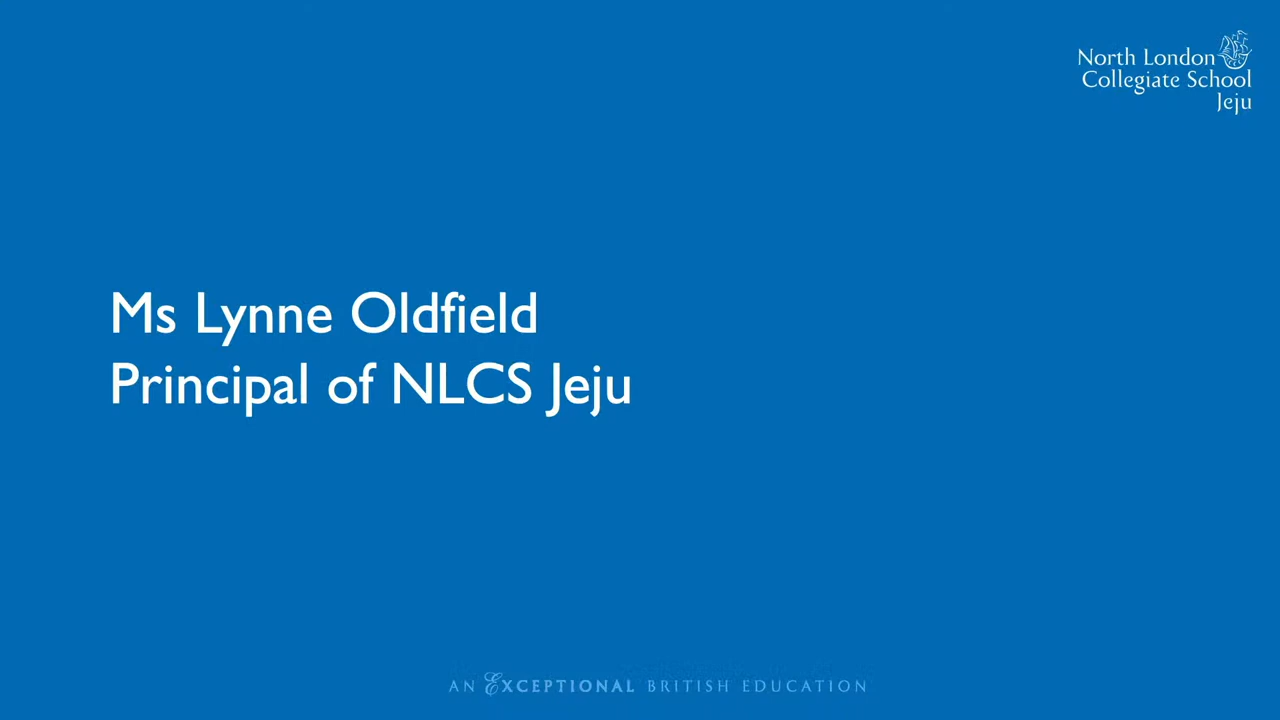 North London
Collegiate School
Jeju
Ms Lynne Oldfield
Principal of NLCS Jeju
AN EXCEPTIONAL BRITISH EDUCATION